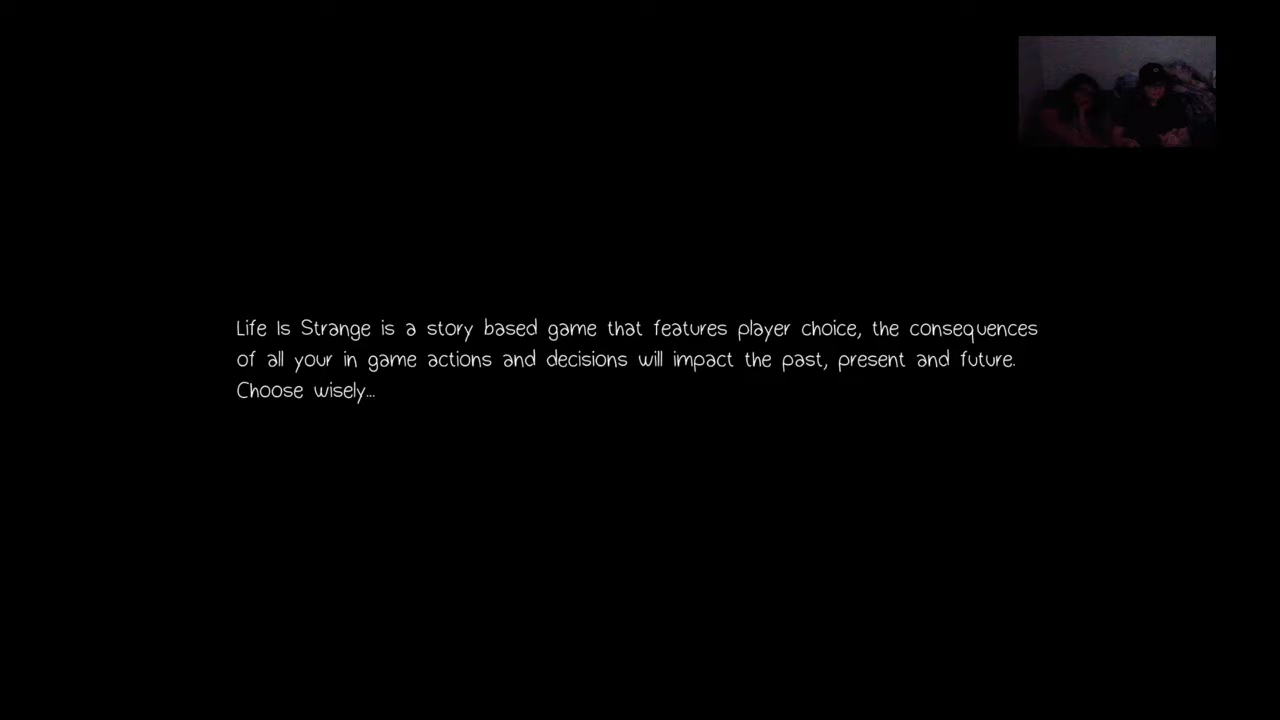 Life Is Strange is a story based game that features player choice, the consequences
of all your in game actions and decisions will impact the past, present and future.
Choose wisely...